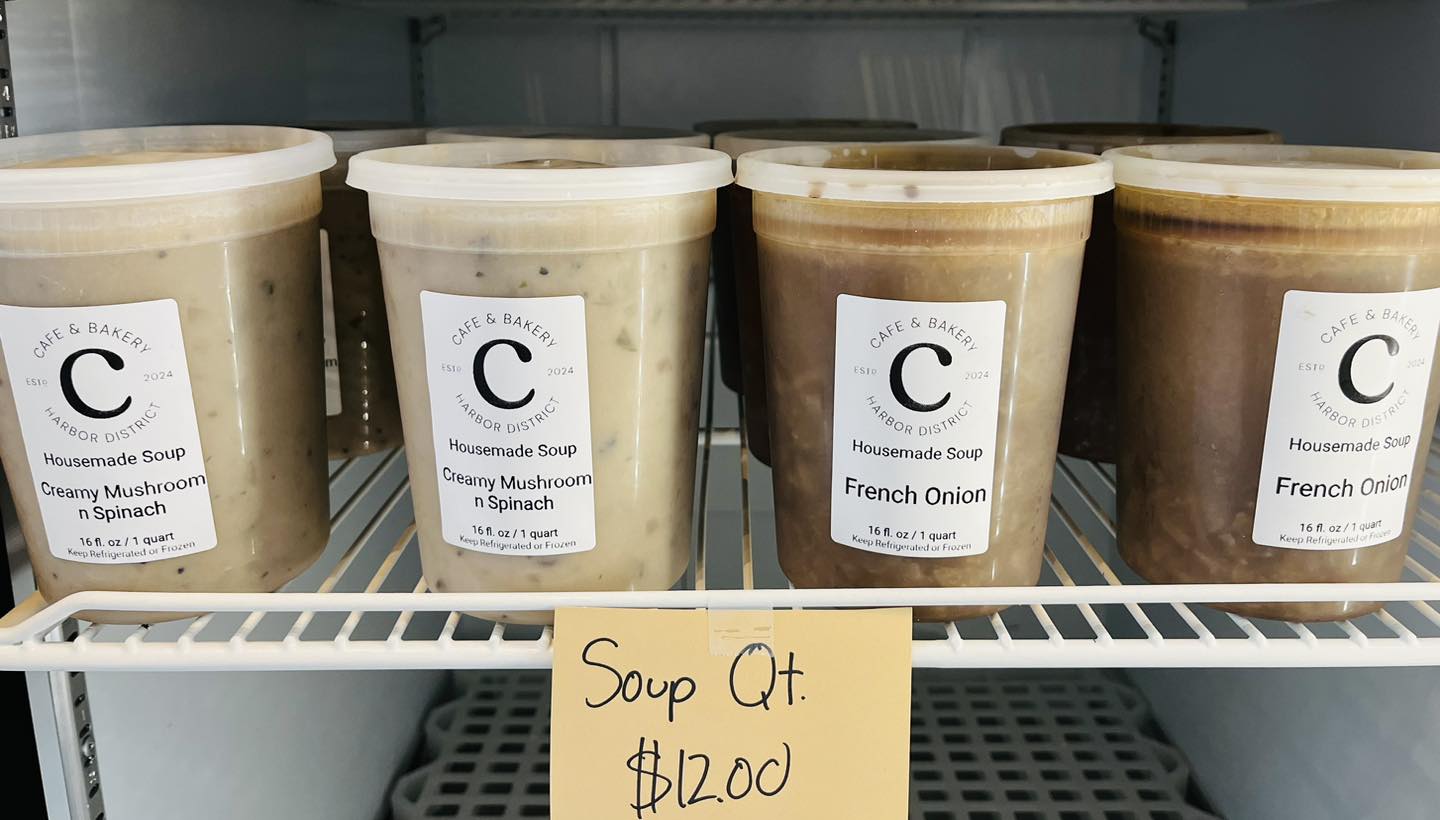 CAFE & BAKERY
ESTD C 2024
HARBOR DISTRICT
Housemade Soup
Creamy Mushroom
n Spinach
16 fl. oz / 1 quart
Keep Refrigerated or Frozen
CAFE & BAKERY
ESTD C 2024
HARBOR DISTRICT
Housemade Soup
Creamy Mushroom
n Spinach
16 fl. oz / 1 quart
Keep Refrigerated or Frozen
CAFE & BAKERY
ESTD C 2024
HARBOR DISTRICT
Housemade Soup
French Onion
16 fl. oz / 1 quart
Keep Refrigerated or Frozen
CAFE & BAKERY
ESTD C 2024
HARBOR DISTRICT
Housemade Soup
French Onion
16 fl. oz / 1 quart
Keep Refrigerated or Frozen
Soup Qt.
$12.00